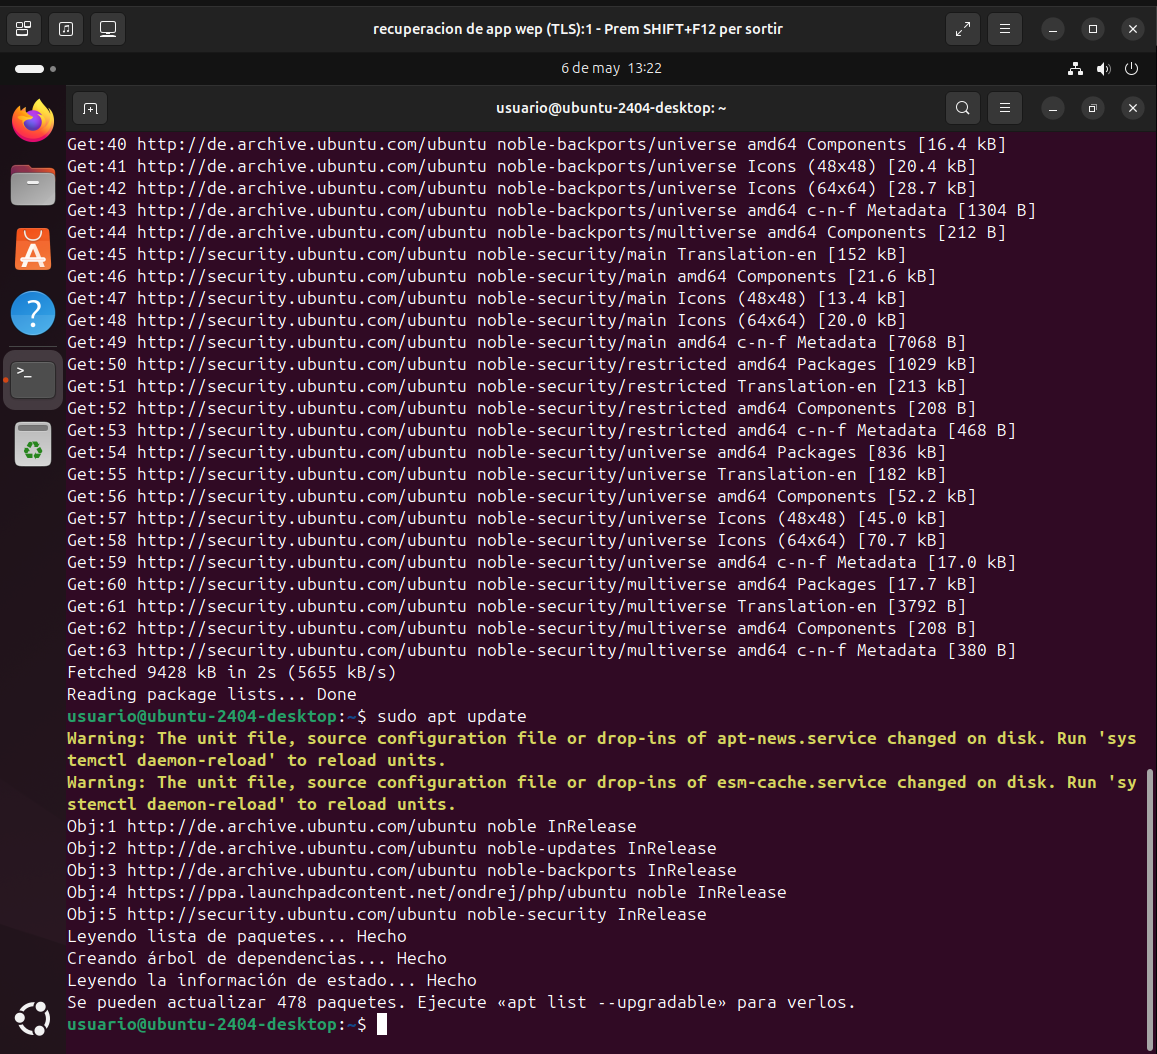 recuperacion de app wep (TLS):1 - Prem SHIFT+F12 per sortir
6 de may 13:22
usuario@ubuntu-2404-desktop: ~
Get:40 http://de.archive.ubuntu.com/ubuntu noble-backports/universe amd64 Components [16.4 kB]
Get:41 http://de.archive.ubuntu.com/ubuntu noble-backports/universe Icons (48x48) [20.4 kB]
Get:42 http://de.archive.ubuntu.com/ubuntu noble-backports/universe Icons (64x64) [28.7 kB]
Get:43 http://de.archive.ubuntu.com/ubuntu noble-backports/universe amd64 c-n-f Metadata [1304 B]
Get:44 http://de.archive.ubuntu.com/ubuntu noble-backports/multiverse amd64 Components [212 B]
Get:45 http://security.ubuntu.com/ubuntu noble-security/main Translation-en [152 kB]
Get:46 http://security.ubuntu.com/ubuntu noble-security/main amd64 Components [21.6 kB]
Get:47 http://security.ubuntu.com/ubuntu noble-security/main Icons (48x48) [13.4 kB]
Get:48 http://security.ubuntu.com/ubuntu noble-security/main Icons (64x64) [20.0 kB]
Get:49 http://security.ubuntu.com/ubuntu noble-security/main amd64 c-n-f Metadata [7068 B]
Get:50 http://security.ubuntu.com/ubuntu noble-security/restricted amd64 Packages [1029 kB]
Get:51 http://security.ubuntu.com/ubuntu noble-security/restricted Translation-en [213 kB]
Get:52 http://security.ubuntu.com/ubuntu noble-security/restricted amd64 Components [208 B]
Get:53 http://security.ubuntu.com/ubuntu noble-security/restricted amd64 c-n-f Metadata [468 B]
Get:54 http://security.ubuntu.com/ubuntu noble-security/universe amd64 Packages [836 kB]
Get:55 http://security.ubuntu.com/ubuntu noble-security/universe Translation-en [182 kB]
Get:56 http://security.ubuntu.com/ubuntu noble-security/universe amd64 Components [52.2 kB]
Get:57 http://security.ubuntu.com/ubuntu noble-security/universe Icons (48x48) [45.0 kB]
Get:58 http://security.ubuntu.com/ubuntu noble-security/universe Icons (64x64) [70.7 kB]
Get:59 http://security.ubuntu.com/ubuntu noble-security/universe amd64 c-n-f Metadata [17.0 kB]
Get:60 http://security.ubuntu.com/ubuntu noble-security/multiverse amd64 Packages [17.7 kB]
Get:61 http://security.ubuntu.com/ubuntu noble-security/multiverse Translation-en [3792 B]
Get:62 http://security.ubuntu.com/ubuntu noble-security/multiverse amd64 Components [208 B]
Get:63 http://security.ubuntu.com/ubuntu noble-security/multiverse amd64 c-n-f Metadata [380 B]
Fetched 9428 kB in 2s (5655 kB/s)
Reading package lists... Done
usuario@ubuntu-2404-desktop:~$ sudo apt update
Warning: The unit file, source configuration file or drop-ins of apt-news.service changed on disk. Run 'sys
temctl daemon-reload' to reload units.
Warning: The unit file, source configuration file or drop-ins of esm-cache.service changed on disk. Run 'sy
stemctl daemon-reload' to reload units.
Obj:1 http://de.archive.ubuntu.com/ubuntu noble InRelease
Obj:2 http://de.archive.ubuntu.com/ubuntu noble-updates InRelease
Obj:3 http://de.archive.ubuntu.com/ubuntu noble-backports InRelease
Obj:4 https://ppa.launchpadcontent.net/ondrej/php/ubuntu noble InRelease
Obj:5 http://security.ubuntu.com/ubuntu noble-security InRelease
Leyendo lista de paquetes... Hecho
Creando árbol de dependencias... Hecho
Leyendo la información de estado... Hecho
Se pueden actualizar 478 paquetes. Ejecute «apt list --upgradable» para verlos.
usuario@ubuntu-2404-desktop:~$